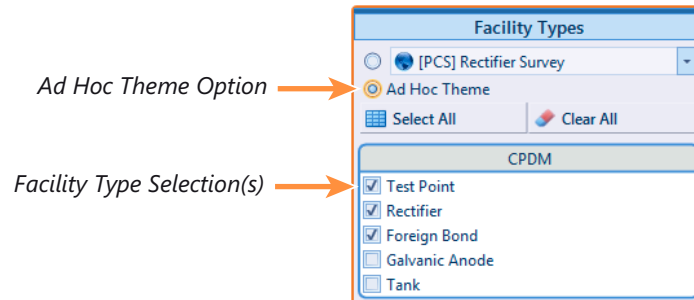 Facility Types
[PCS] Rectifier Survey
Ad Hoc Theme Option
Ad Hoc Theme
Select All
Clear All
CPDM
Facility Type Selection(s)
Test Point
Rectifier
Foreign Bond
Galvanic Anode
Tank